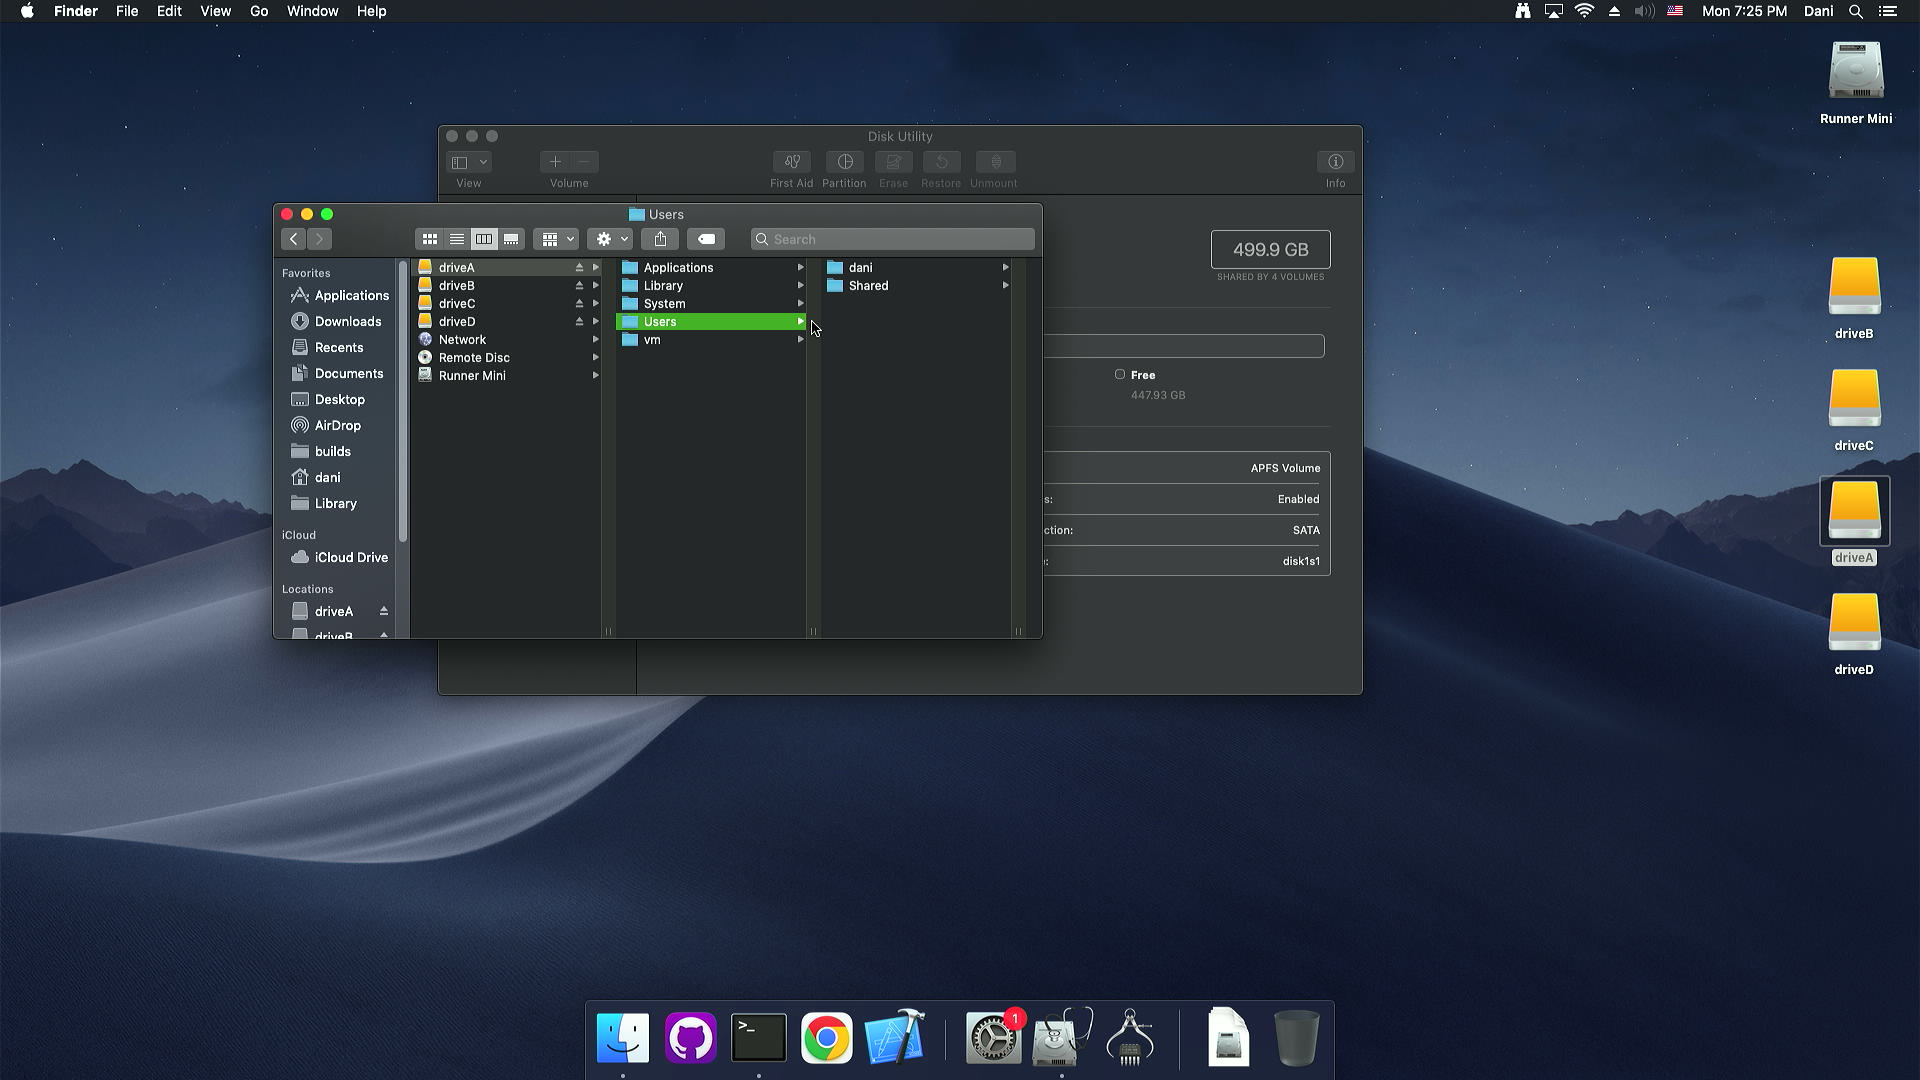 Finder File Edit View Go Window Help
Mon 7:25 PM Dani
Runner Mini
driveB
driveC
driveA
driveD
Disk Utility
View
Volume
First Aid Partition Erase Restore Unmount
Info
499.9 GB
SHARED BY 4 VOLUMES
Free
447.93 GB
APFS Volume
s: Enabled
ction: SATA
: disk1s1
Users
Search
Favorites
Applications
Downloads
Recents
Documents
Desktop
AirDrop
builds
dani
Library
iCloud
iCloud Drive
Locations
driveA
driveB
driveA
driveB
driveC
driveD
Network
Remote Disc
Runner Mini
Applications
Library
System
Users
vm
dani
Shared
>_
1